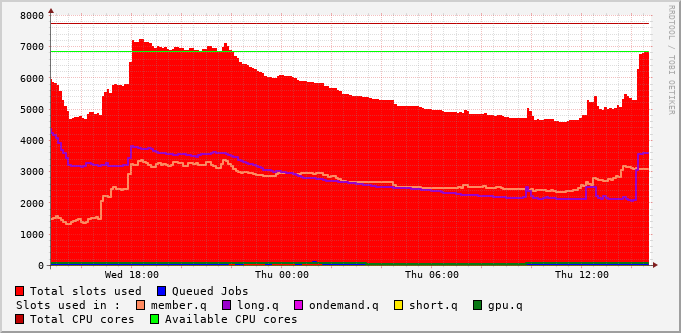 8000
7000
6000
5000
4000
3000
2000
1000
0
Wed 18:00 Thu 00:00 Thu 06:00 Thu 12:00
RRDTOOL / TOBI OETIKER
Total slots used Queued Jobs
Slots used in : member.q long.q ondemand.q short.q gpu.q
Total CPU cores Available CPU cores